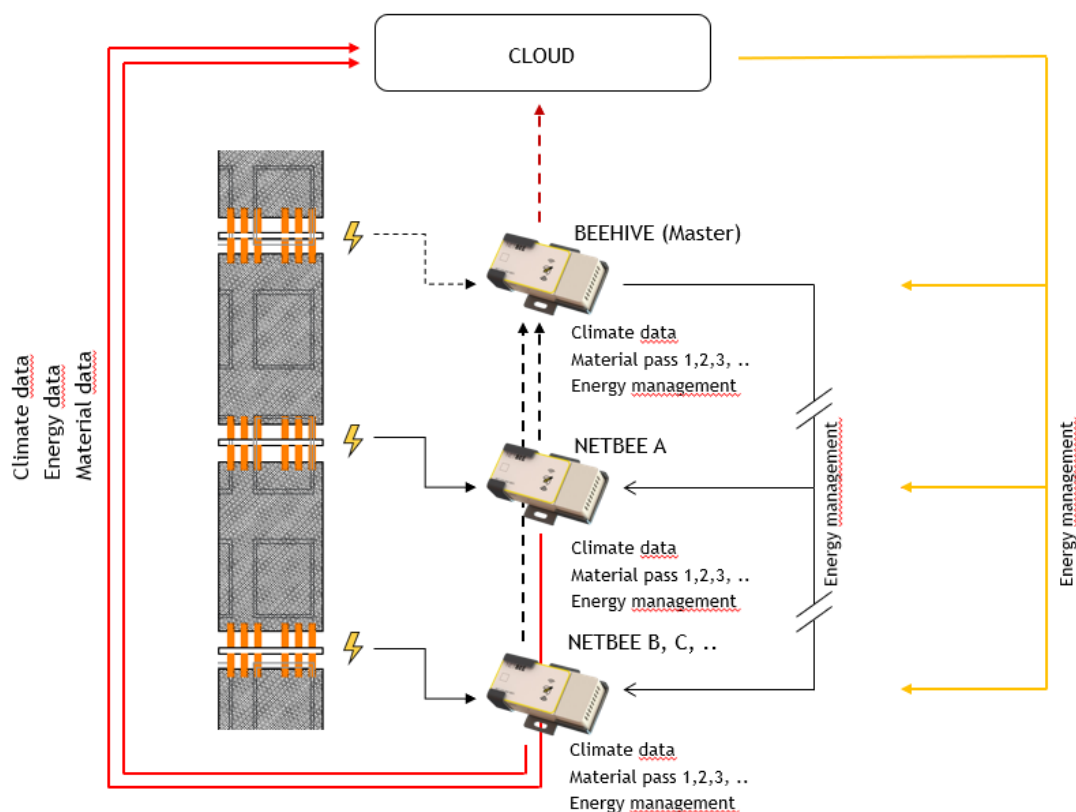 CLOUD
BEEHIVE (Master)
Climate data
Material pass 1,2,3, ..
Energy management
NETBEE A
Climate data
Material pass 1,2,3, ..
Energy management
NETBEE B, C, ..
Climate data
Material pass 1,2,3, ..
Energy management
Climate data
Energy data
Material data
Energy management
Energy management